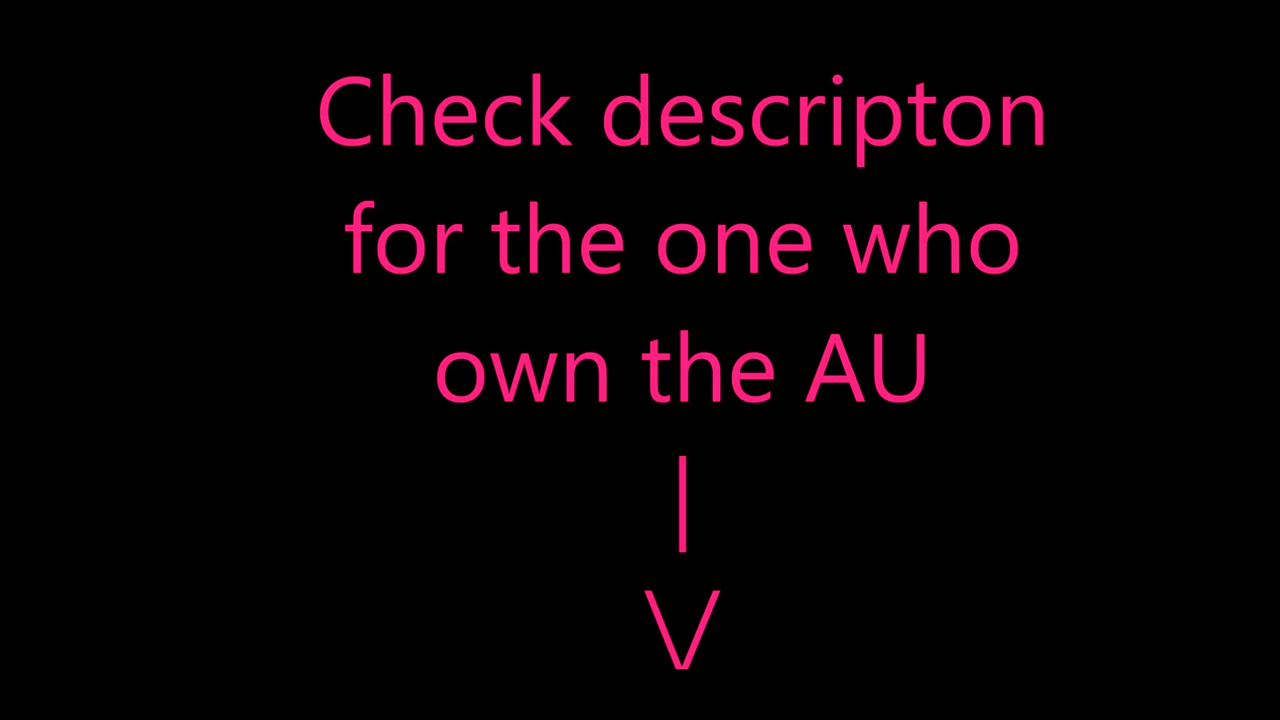 Check descripton
for the one who
own the AU
|
\/